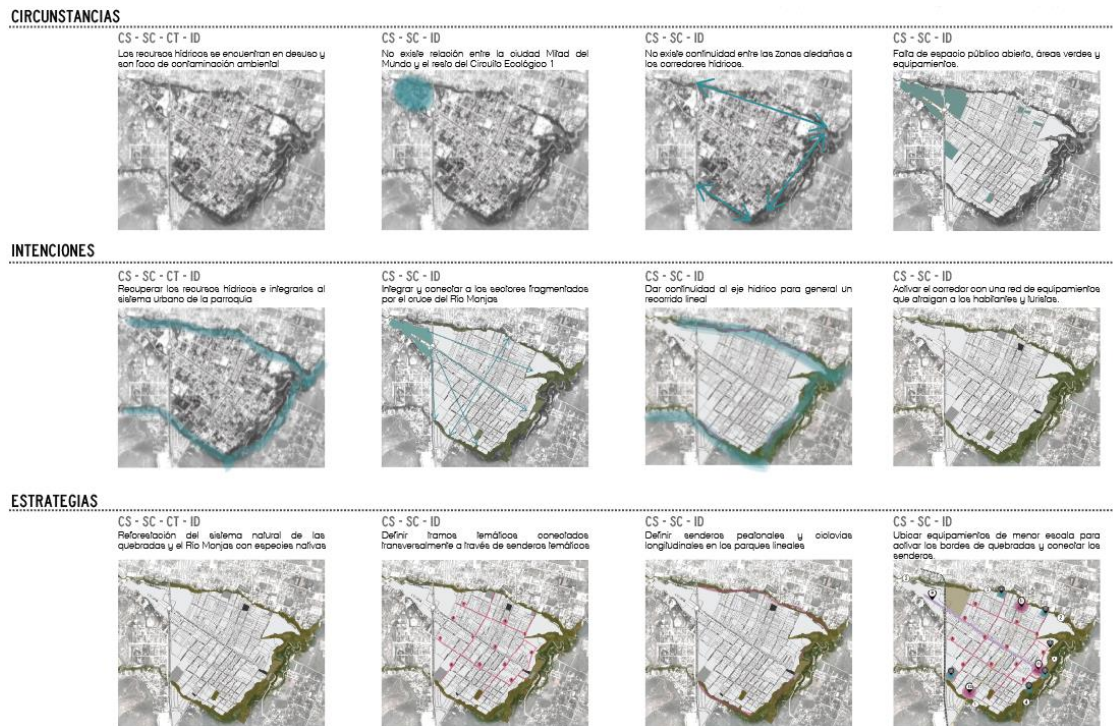 CIRCUNSTANCIAS
CS - SC - CT - ID
Los recursos hídricos se encuentran en desuso y
son foco de contaminación ambiental
CS - SC - ID
No existe relación entre la ciudad Mitad del
Mundo y el resto del Circuito Ecológico 1
CS - SC - ID
No existe continuidad entre las zonas aledañas a
los corredores hídricos.
CS - SC - ID
Falta de espacio público abierto, áreas verdes y
equipamientos.
INTENCIONES
CS - SC - CT - ID
Recuperar los recursos hídricos e integrarlos al
sistema urbano de la parroquia
CS - SC - ID
Integrar y conectar a los sectores fragmentados
por el cruce del Río Monjas
CS - SC - ID
Dar continuidad al eje hídrico para general un
recorrido lineal
CS - SC - ID
Activar el corredor con una red de equipamientos
que atraigan a los habitantes y turistas.
ESTRATEGIAS
CS - SC - CT - ID
Reforestación del sistema natural de las
quebradas y el Río Monjas con especies nativas
CS - SC - ID
Definir tramos temáticos conectados
transversalmente a través de senderos temáticos
CS - SC - ID
Definir senderos peatonales y ciclovías
longitudinales en los parques lineales
CS - SC - ID
Ubicar equipamientos de menor escala para
activar los bordes de quebradas y conectar los
senderos.